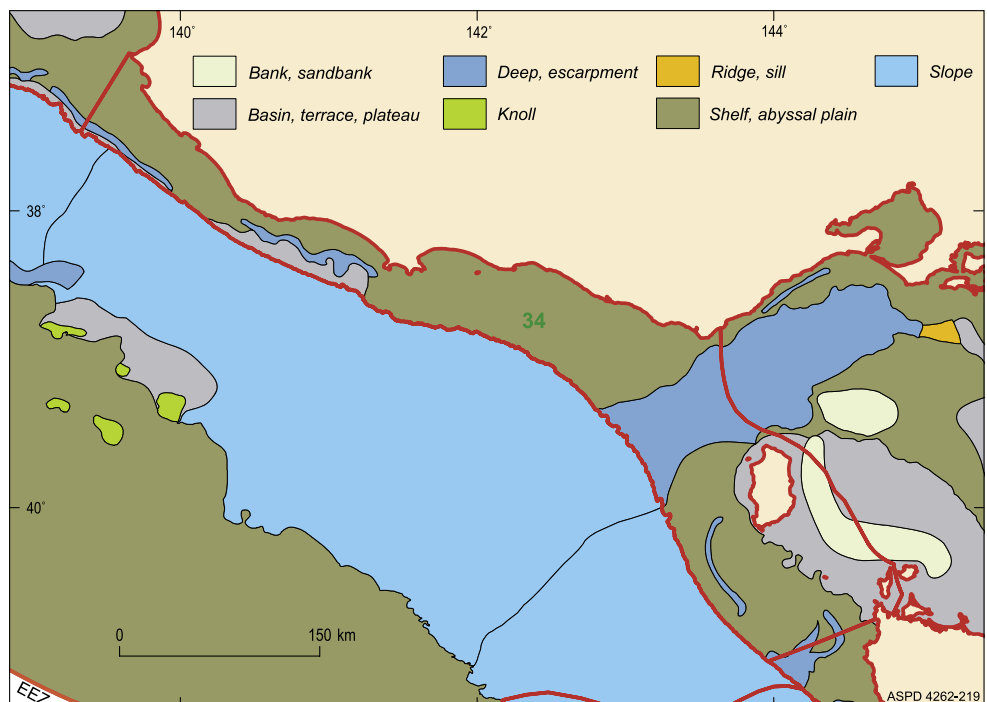 140° 142° 144°
Bank, sandbank Deep, escarpment Ridge, sill Slope
Basin, terrace, plateau Knoll Shelf, abyssal plain
38°
34
40°
0 150 km
EEZ
ASPD 4262-219